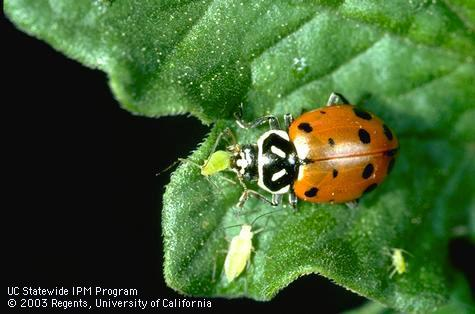 UC Statewide IPM Program
© 2003 Regents, University of California